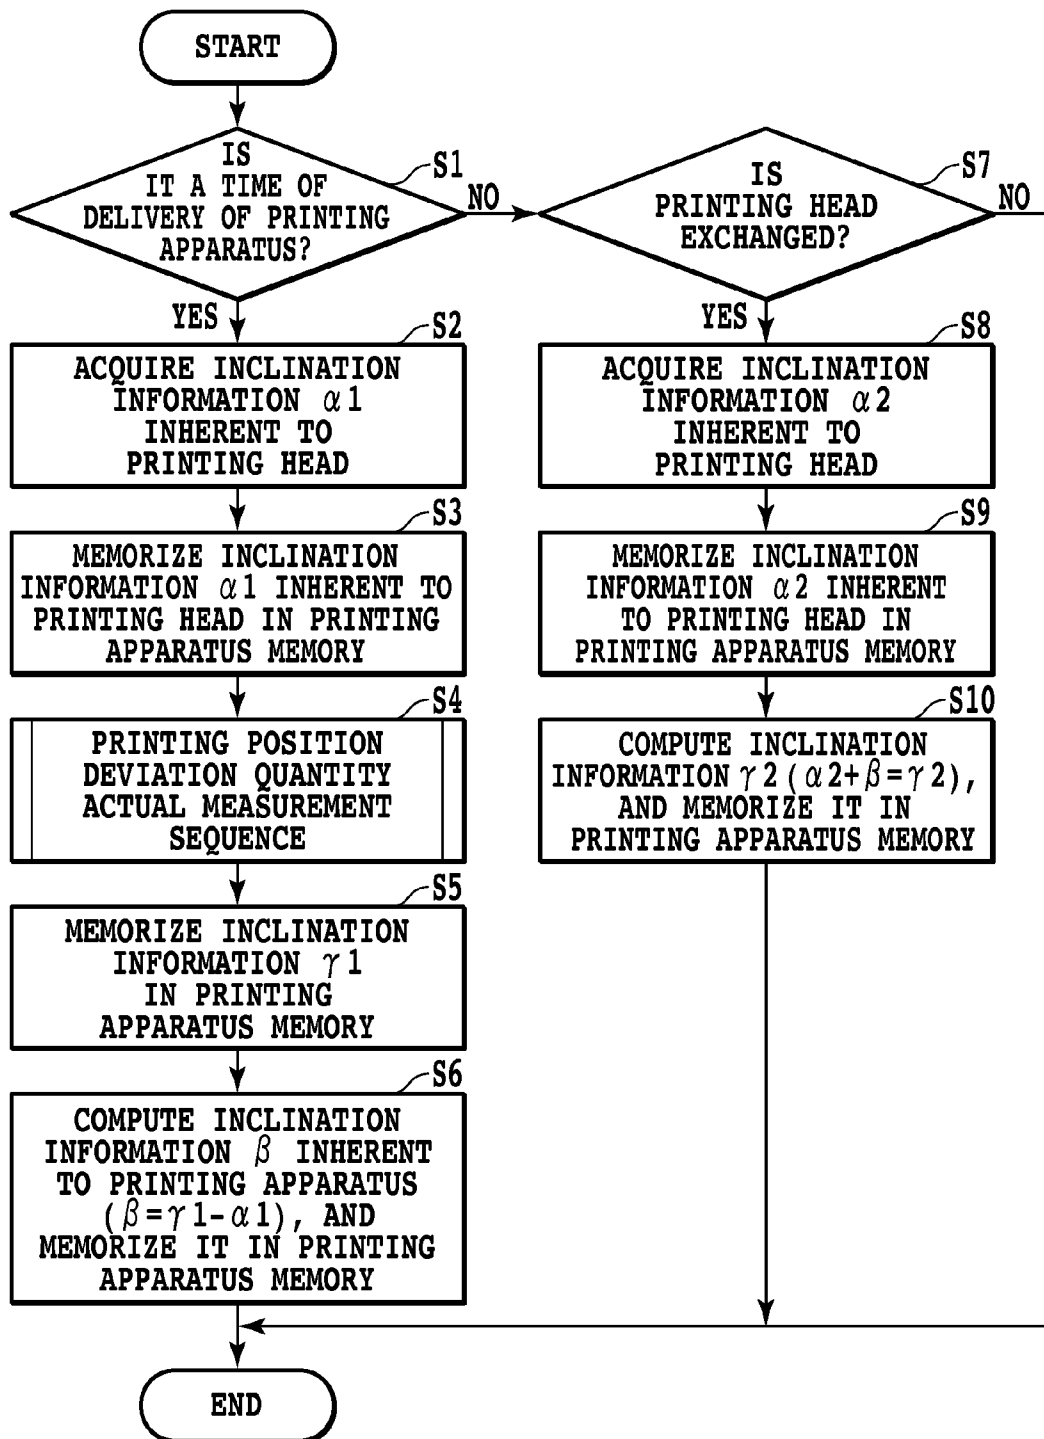 START
IS
IT A TIME OF
DELIVERY OF PRINTING
APPARATUS?
S1
NO
YES
S2
ACQUIRE INCLINATION
INFORMATION α1
INHERENT TO
PRINTING HEAD
S3
MEMORIZE INCLINATION
INFORMATION α1 INHERENT TO
PRINTING HEAD IN PRINTING
APPARATUS MEMORY
S4
PRINTING POSITION
DEVIATION QUANTITY
ACTUAL MEASUREMENT
SEQUENCE
S5
MEMORIZE INCLINATION
INFORMATION γ1
IN PRINTING
APPARATUS MEMORY
S6
COMPUTE INCLINATION
INFORMATION β INHERENT
TO PRINTING APPARATUS
(β=γ1-α1), AND
MEMORIZE IT IN PRINTING
APPARATUS MEMORY
S7
IS
PRINTING HEAD
EXCHANGED?
NO
YES
S8
ACQUIRE INCLINATION
INFORMATION α2
INHERENT TO
PRINTING HEAD
S9
MEMORIZE INCLINATION
INFORMATION α2 INHERENT
TO PRINTING HEAD IN
PRINTING APPARATUS MEMORY
S10
COMPUTE INCLINATION
INFORMATION γ2(α2+β=γ2),
AND MEMORIZE IT IN
PRINTING APPARATUS MEMORY
END